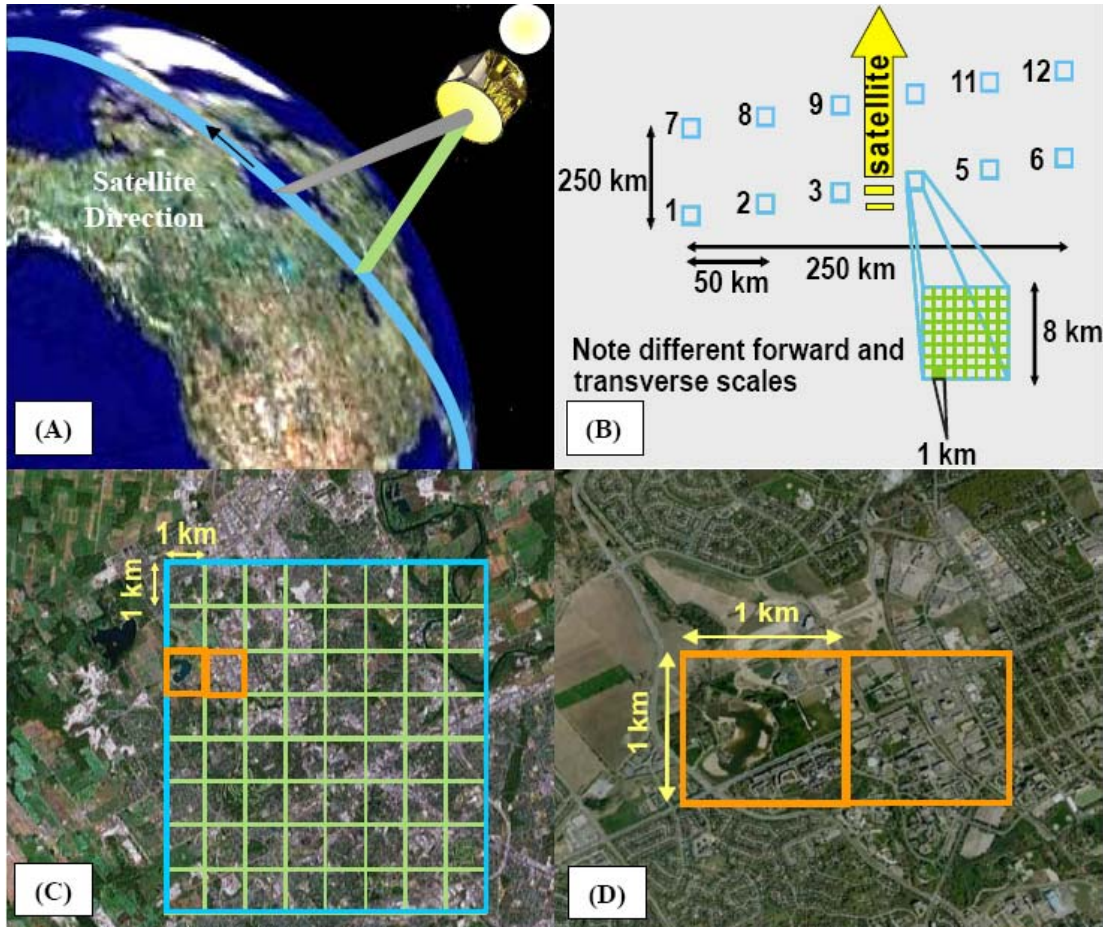 Satellite
Direction
(A)
satellite
7
8
9
11
12
250 km
1
2
3
5
6
250 km
50 km
8 km
Note different forward and
transverse scales
1 km
(B)
1 km
1 km
(C)
1 km
1 km
(D)